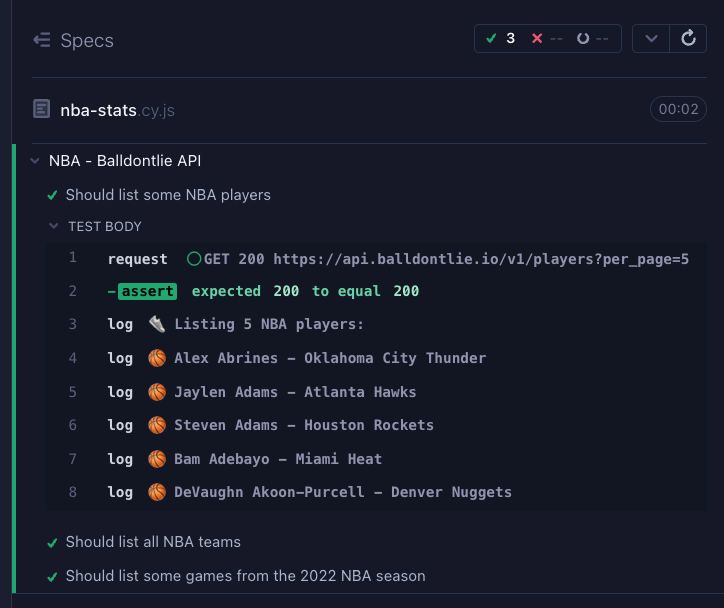 Specs
3 -- --
nba-stats.cy.js
00:02
NBA - Balldontlie API
Should list some NBA players
TEST BODY
1 request GET 200 https://api.balldontlie.io/v1/players?per_page=5
2 -assert expected 200 to equal 200
3 log 👟 Listing 5 NBA players:
4 log 🏀 Alex Abrines – Oklahoma City Thunder
5 log 🏀 Jaylen Adams – Atlanta Hawks
6 log 🏀 Steven Adams – Houston Rockets
7 log 🏀 Bam Adebayo – Miami Heat
8 log 🏀 DeVaughn Akoon-Purcell – Denver Nuggets
Should list all NBA teams
Should list some games from the 2022 NBA season